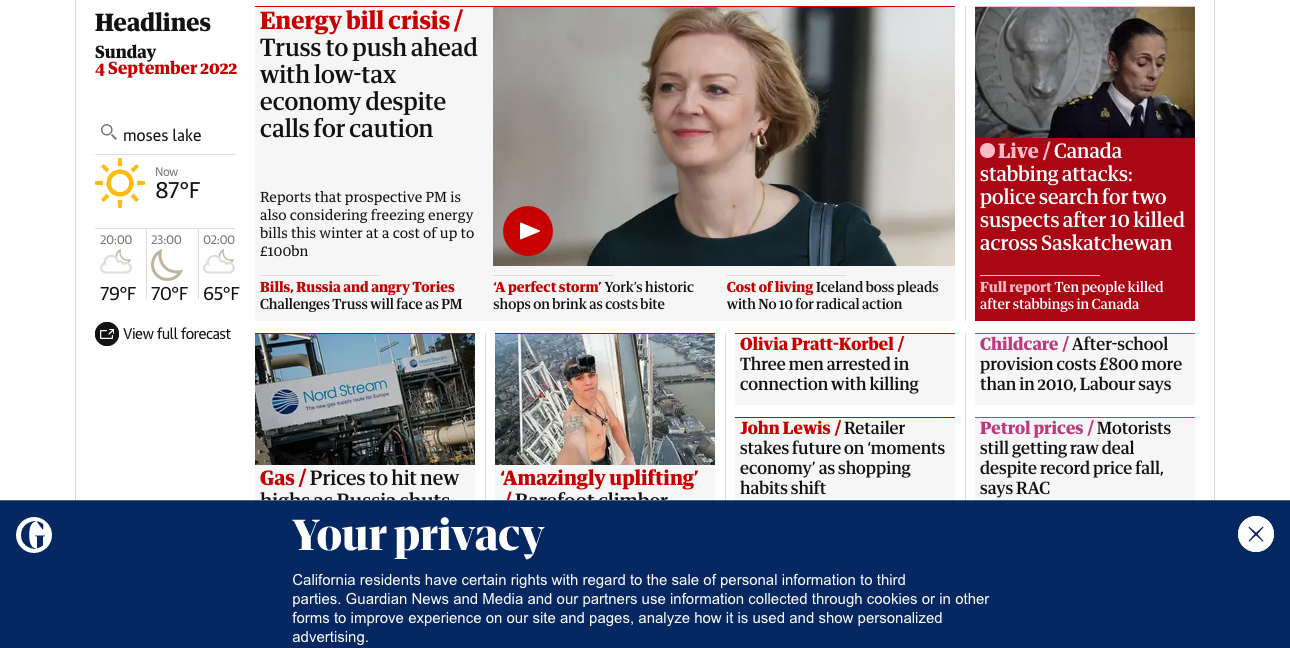 Headlines
Sunday
4 September 2022
moses lake
Now
87°F
20:00
23:00
02:00
79°F
70°F
65°F
View full forecast
Energy bill crisis /
Truss to push ahead
with low-tax
economy despite
calls for caution
Reports that prospective PM is
also considering freezing energy
bills this winter at a cost of up to
£100bn
Bills, Russia and angry Tories
Challenges Truss will face as PM
‘A perfect storm’ York's historic
shops on brink as costs bite
Cost of living Iceland boss pleads
with No 10 for radical action
Live / Canada
stabbing attacks:
police search for two
suspects after 10 killed
across Saskatchewan
Full report Ten people killed
after stabbings in Canada
Nord Stream
The new gas supply route for Europe
Nord Stream
Gas / Prices to hit new
highs as Russia shuts
‘Amazingly uplifting’
/ Barefoot climber
Olivia Pratt-Korbel /
Three men arrested in
connection with killing
John Lewis / Retailer
stakes future on ‘moments
economy’ as shopping
habits shift
Childcare / After-school
provision costs £800 more
than in 2010, Labour says
Petrol prices / Motorists
still getting raw deal
despite record price fall,
says RAC
Your privacy
California residents have certain rights with regard to the sale of personal information to third
parties. Guardian News and Media and our partners use information collected through cookies or in other
forms to improve experience on our site and pages, analyze how it is used and show personalized
advertising.